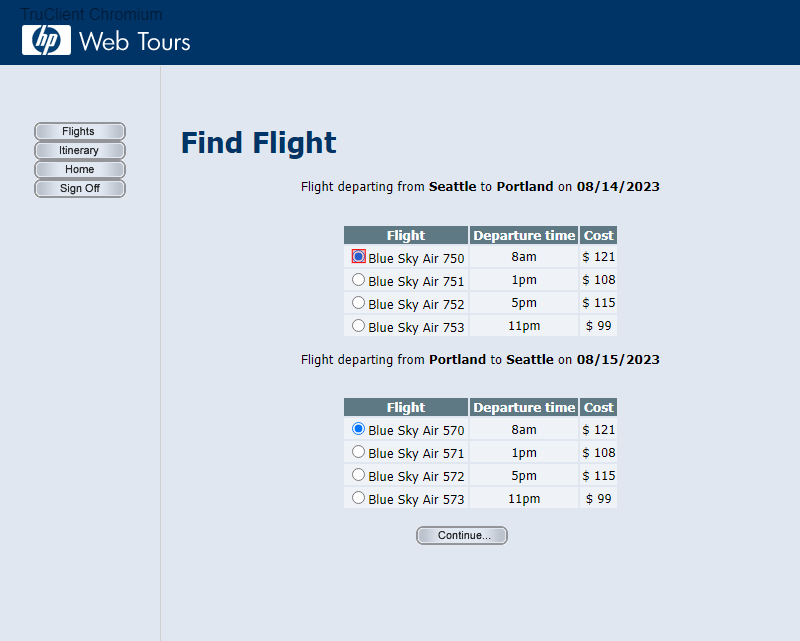 TruClient Chromium
hp Web Tours
Flights
Itinerary
Home
Sign Off
Find Flight
Flight departing from Seattle to Portland on 08/14/2023
Flight Departure time Cost
Blue Sky Air 750 8am $ 121
Blue Sky Air 751 1pm $ 108
Blue Sky Air 752 5pm $ 115
Blue Sky Air 753 11pm $ 99
Flight departing from Portland to Seattle on 08/15/2023
Flight Departure time Cost
Blue Sky Air 570 8am $ 121
Blue Sky Air 571 1pm $ 108
Blue Sky Air 572 5pm $ 115
Blue Sky Air 573 11pm $ 99
Continue...